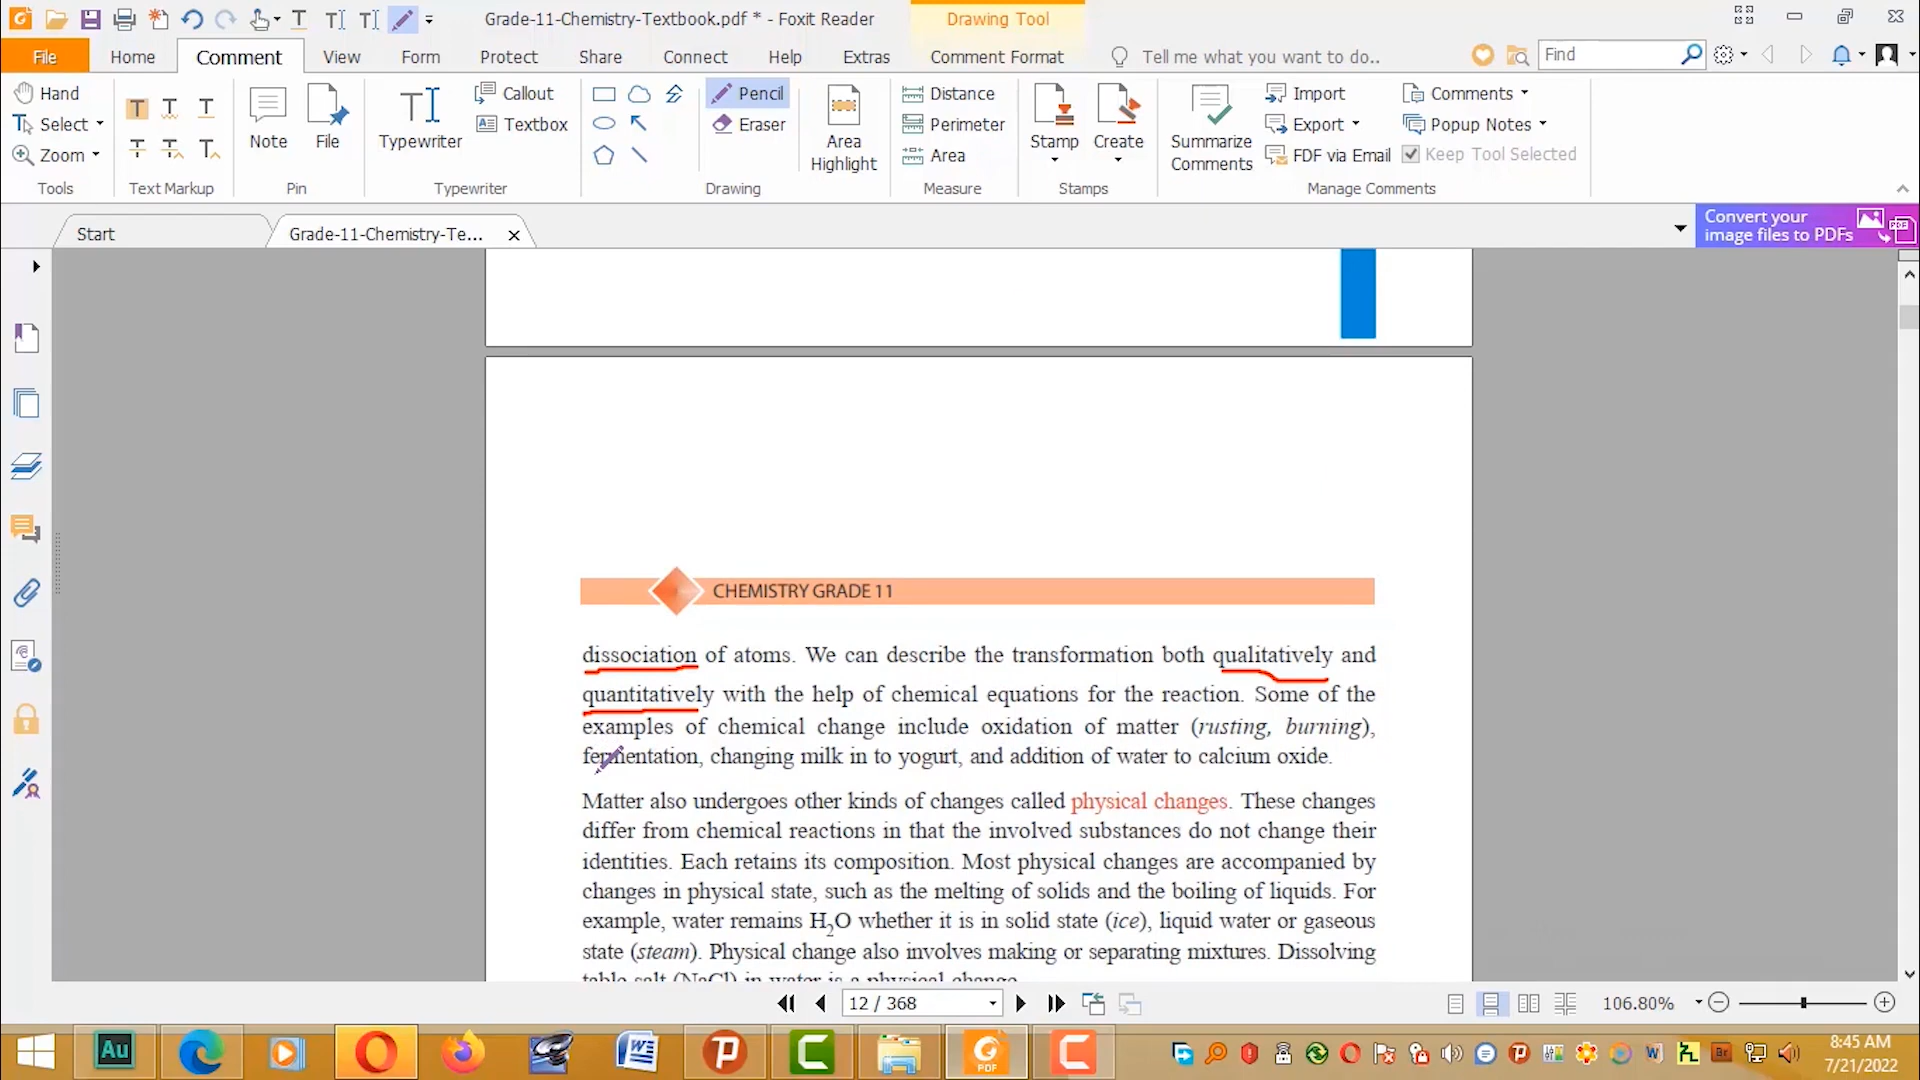 Grade-11-Chemistry-Textbook.pdf * - Foxit Reader
Drawing Tool
File Home Comment View Form Protect Share Connect Help Extras Comment Format Tell me what you want to do.. Find
Hand
Select
Zoom
Tools
Text Markup
Note File
Pin
Typewriter
Callout
Textbox
Typewriter
Pencil
Eraser
Area
Highlight
Drawing
Distance
Perimeter
Area
Measure
Stamp Create
Stamps
Summarize
Comments
Import
Export
FDF via Email
Comments
Popup Notes
Keep Tool Selected
Manage Comments
Start Grade-11-Chemistry-Te...
Convert your
image files to PDFs
CHEMISTRY GRADE 11
dissociation of atoms. We can describe the transformation both qualitatively and
quantitatively with the help of chemical equations for the reaction. Some of the
examples of chemical change include oxidation of matter (rusting, burning),
fermentation, changing milk in to yogurt, and addition of water to calcium oxide.
Matter also undergoes other kinds of changes called physical changes. These changes
differ from chemical reactions in that the involved substances do not change their
identities. Each retains its composition. Most physical changes are accompanied by
changes in physical state, such as the melting of solids and the boiling of liquids. For
example, water remains H₂O whether it is in solid state (ice), liquid water or gaseous
state (steam). Physical change also involves making or separating mixtures. Dissolving
table salt (NaCl) in water is a physical change.
12 / 368
106.80%
Au
PDF
Br
8:45 AM
7/21/2022